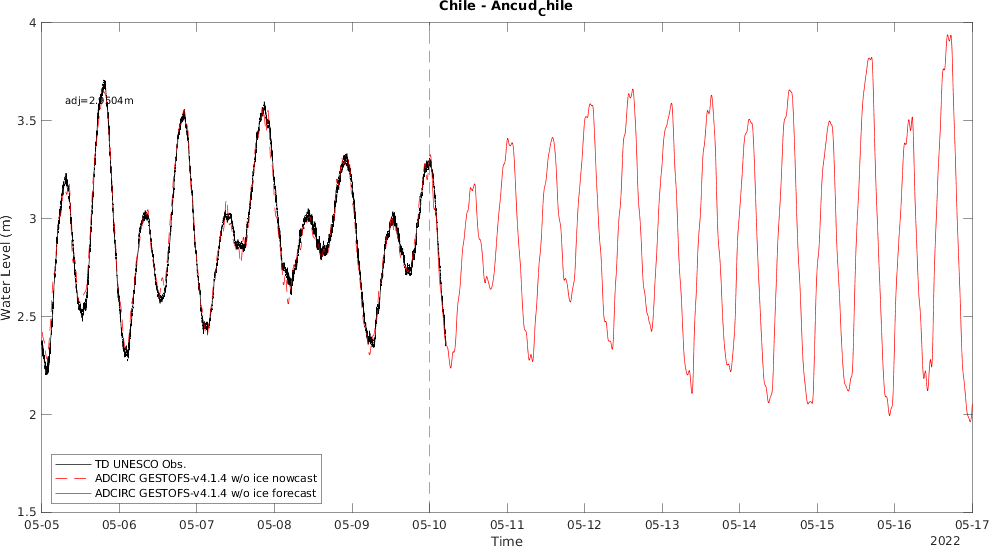 Chile - Ancud_Chile
4
adj=2.9504m
3.5
3
Water Level (m)
2.5
2
TD UNESCO Obs.
ADCIRC GESTOFS-v4.1.4 w/o ice nowcast
ADCIRC GESTOFS-v4.1.4 w/o ice forecast
1.5
05-05 05-06 05-07 05-08 05-09 05-10 05-11 05-12 05-13 05-14 05-15 05-16 05-17
Time
2022